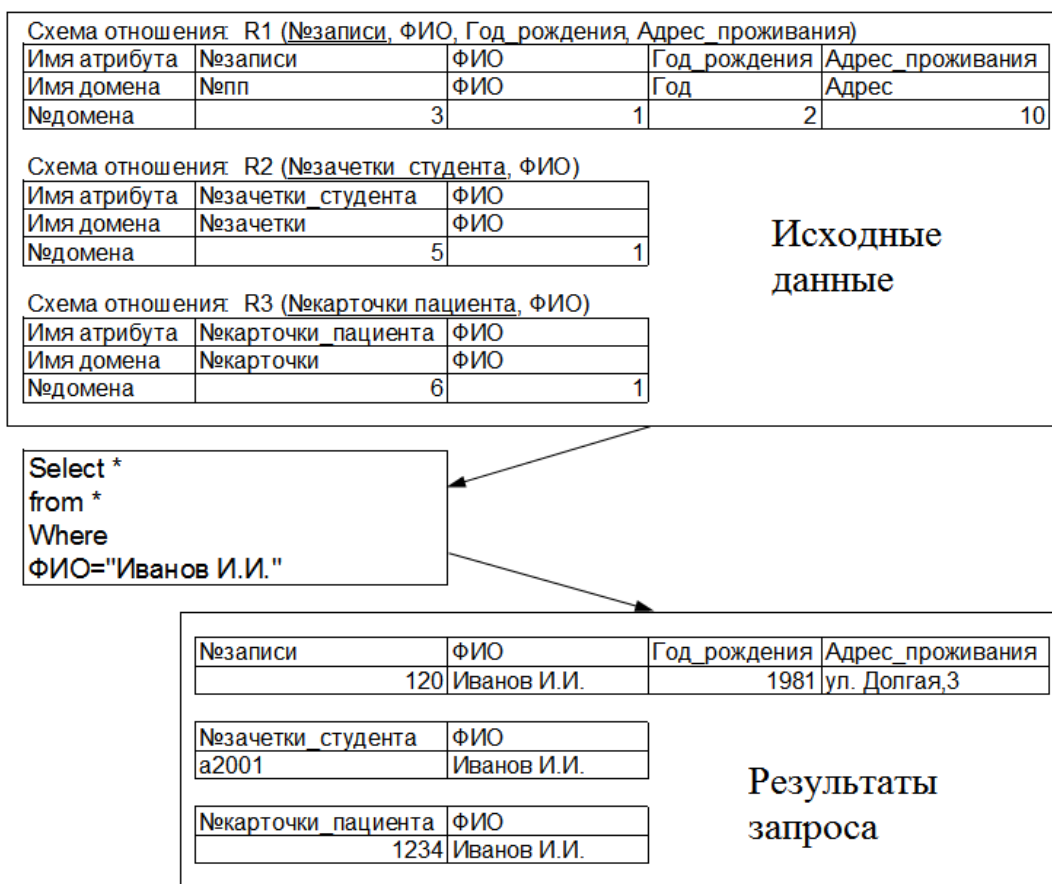 Схема отношения: R1 (№записи, ФИО, Год_рождения, Адрес_проживания)
Имя атрибута №записи ФИО Год_рождения Адрес_проживания
Имя домена №пп ФИО Год Адрес
№домена 3 1 2 10
Схема отношения: R2 (№зачетки_студента, ФИО)
Имя атрибута №зачетки_студента ФИО
Имя домена №зачетки ФИО
№домена 5 1
Исходные
данные
Схема отношения: R3 (№карточки пациента, ФИО)
Имя атрибута №карточки_пациента ФИО
Имя домена №карточки ФИО
№домена 6 1
Select *
from *
Where
ФИО="Иванов И.И."
№записи ФИО Год_рождения Адрес_проживания
120 Иванов И.И. 1981 ул. Долгая,3
№зачетки_студента ФИО
а2001 Иванов И.И.
№карточки_пациента ФИО
1234 Иванов И.И.
Результаты
запроса